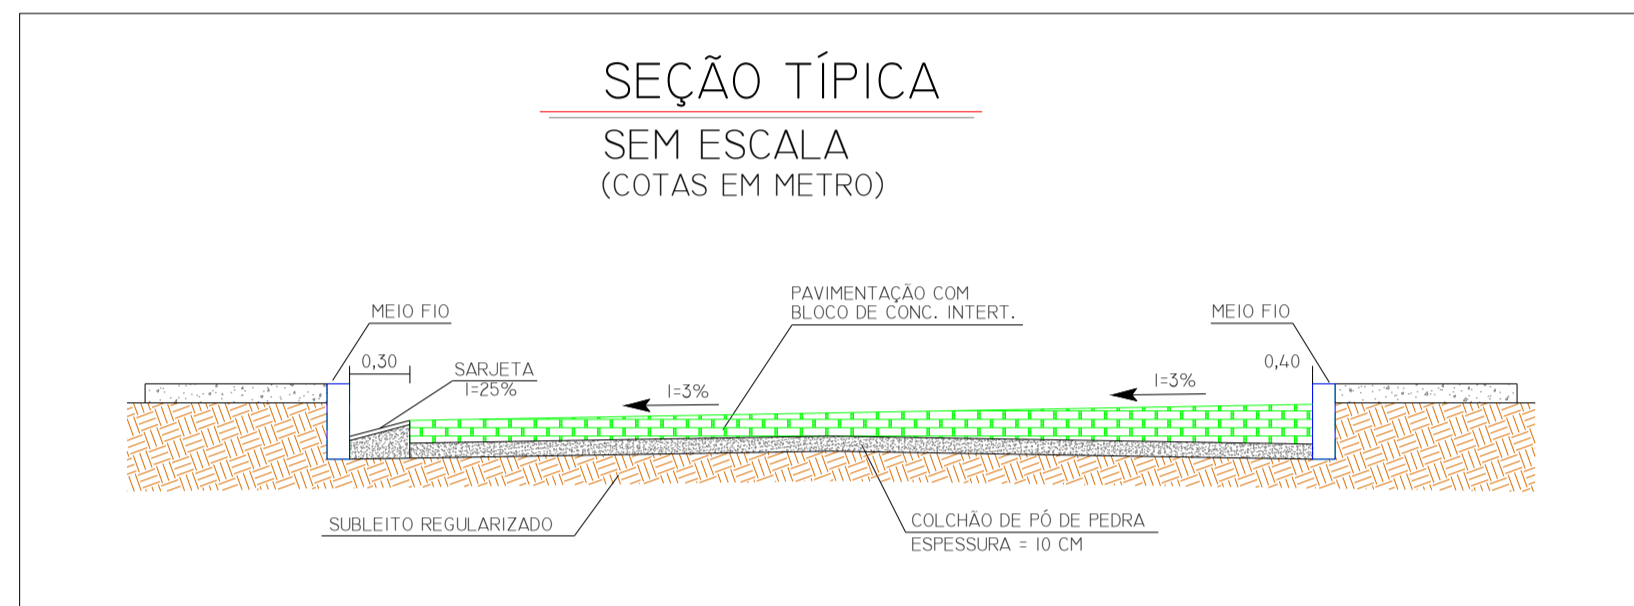 SEÇÃO TÍPICA
SEM ESCALA
(COTAS EM METRO)
PAVIMENTAÇÃO COM
BLOCO DE CONC. INTERT.
MEIO FIO
MEIO FIO
0,30
SARJETA
I=25%
I=3%
I=3%
0,40
SUBLEITO REGULARIZADO
COLCHÃO DE PÓ DE PEDRA
ESPESSURA = 10 CM